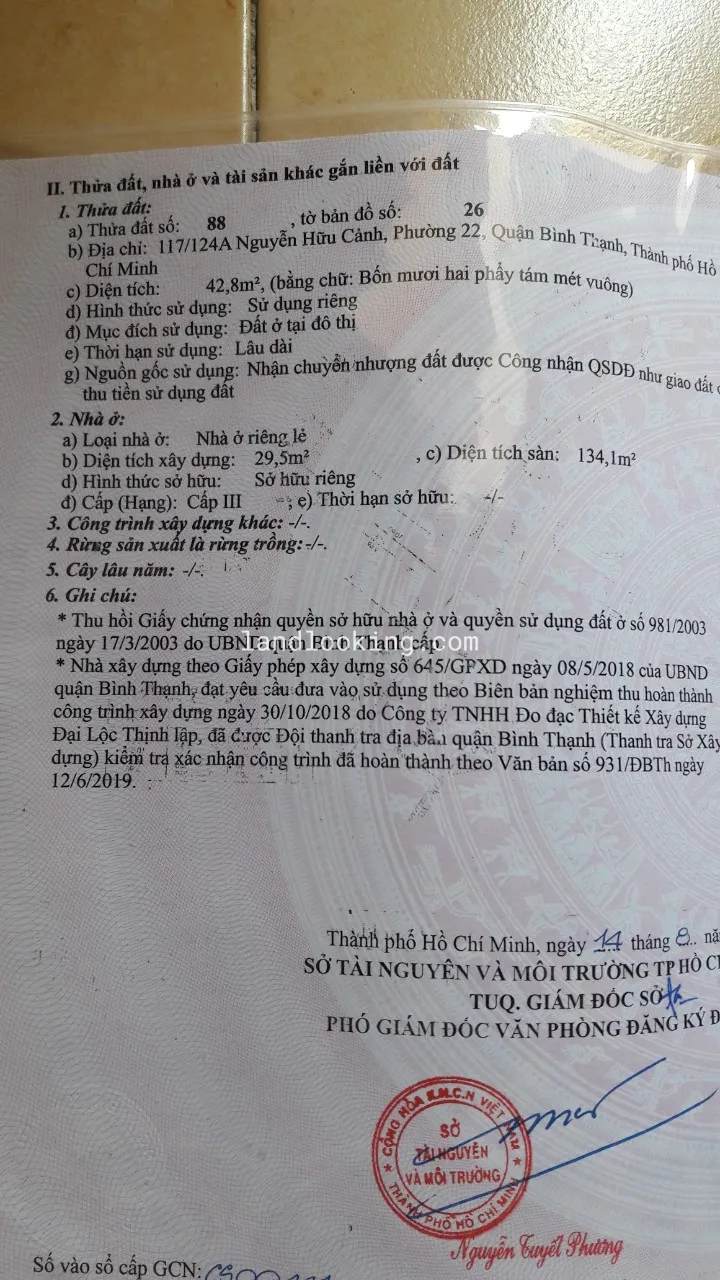 II. Thửa đất, nhà ở và tài sản khác gắn liền với đất
1. Thửa đất:
a) Thửa đất số: 88 , tờ bản đồ số: 26
b) Địa chỉ: 117/124A Nguyễn Hữu Cảnh, Phường 22, Quận Bình Thạnh, Thành phố Hồ
Chí Minh
c) Diện tích: 42,8m², (bằng chữ: Bốn mươi hai phẩy tám mét vuông)
d) Hình thức sử dụng: Sử dụng riêng
đ) Mục đích sử dụng: Đất ở tại đô thị
e) Thời hạn sử dụng: Lâu dài
g) Nguồn gốc sử dụng: Nhận chuyển nhượng đất được Công nhận QSDĐ như giao đất
thu tiền sử dụng đất
2. Nhà ở:
a) Loại nhà ở: Nhà ở riêng lẻ
b) Diện tích xây dựng: 29,5m² , c) Diện tích sàn: 134,1m²
d) Hình thức sở hữu: Sở hữu riêng
đ) Cấp (Hạng): Cấp III ; e) Thời hạn sở hữu: -/-
3. Công trình xây dựng khác: -/-.
4. Rừng sản xuất là rừng trồng: -/-.
5. Cây lâu năm: -/-.
6. Ghi chú:
* Thu hồi Giấy chứng nhận quyền sở hữu nhà ở và quyền sử dụng đất ở số 981/2003
ngày 17/3/2003 do UBND quận Bình Thạnh cấp
landlooking.com
* Nhà xây dựng theo Giấy phép xây dựng số 645/GPXD ngày 08/5/2018 của UBND
quận Bình Thạnh, đạt yêu cầu đưa vào sử dụng theo Biên bản nghiệm thu hoàn thành
công trình xây dựng ngày 30/10/2018 do Công ty TNHH Đo đạc Thiết kế Xây dựng
Đại Lộc Thịnh lập, đã được Đội thanh tra địa bàn quận Bình Thạnh (Thanh tra Sở Xây
dựng) kiểm tra xác nhận công trình đã hoàn thành theo Văn bản số 931/ĐBTh ngày
12/6/2019.
Thành phố Hồ Chí Minh, ngày 14 tháng 8
SỞ TÀI NGUYÊN VÀ MÔI TRƯỜNG TP HỒ
TUQ. GIÁM ĐỐC SỞ
PHÓ GIÁM ĐỐC VĂN PHÒNG ĐĂNG KÝ
CỘNG HÒA X.H.C.N VIỆT NAM
SỞ
TÀI NGUYÊN
VÀ MÔI TRƯỜNG
THÀNH PHỐ HỒ CHÍ MINH
Nguyễn Tuyết Phương
Số vào sổ cấp GCN: